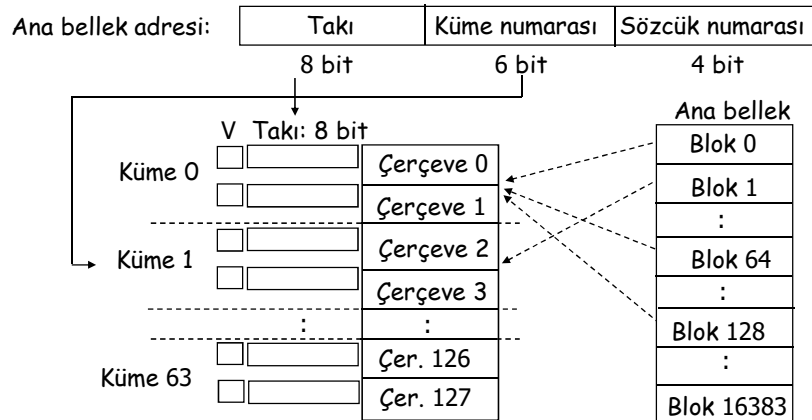 Ana bellek adresi: Takı Küme numarası Sözcük numarası
8 bit 6 bit 4 bit
Ana bellek
V Takı: 8 bit
Blok 0
Küme 0 Çerçeve 0
Blok 1
Çerçeve 1
:
Küme 1 Çerçeve 2
Blok 64
Çerçeve 3
:
: :
Blok 128
Küme 63 Çer. 126
:
Çer. 127
Blok 16383